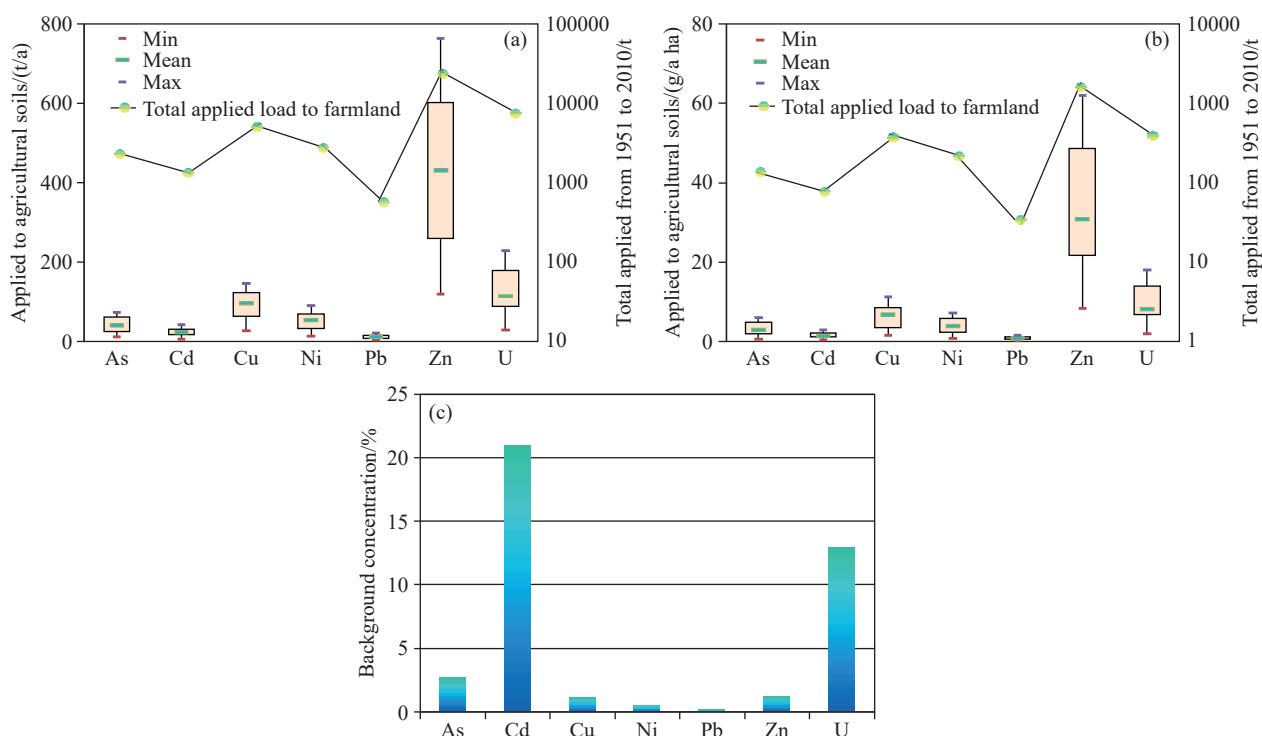 (a)
Min
Mean
Max
Total applied load to farmland
Applied to agricultural soils/(t/a)
800
600
400
200
0
Total applied from 1951 to 2010/t
100000
10000
1000
100
10
As Cd Cu Ni Pb Zn U
(b)
Min
Mean
Max
Total applied load to farmland
Applied to agricultural soils/(g/a ha)
80
60
40
20
0
Total applied from 1951 to 2010/t
10000
1000
100
10
1
As Cd Cu Ni Pb Zn U
(c)
Background concentration/%
25
20
15
10
5
0
As Cd Cu Ni Pb Zn U